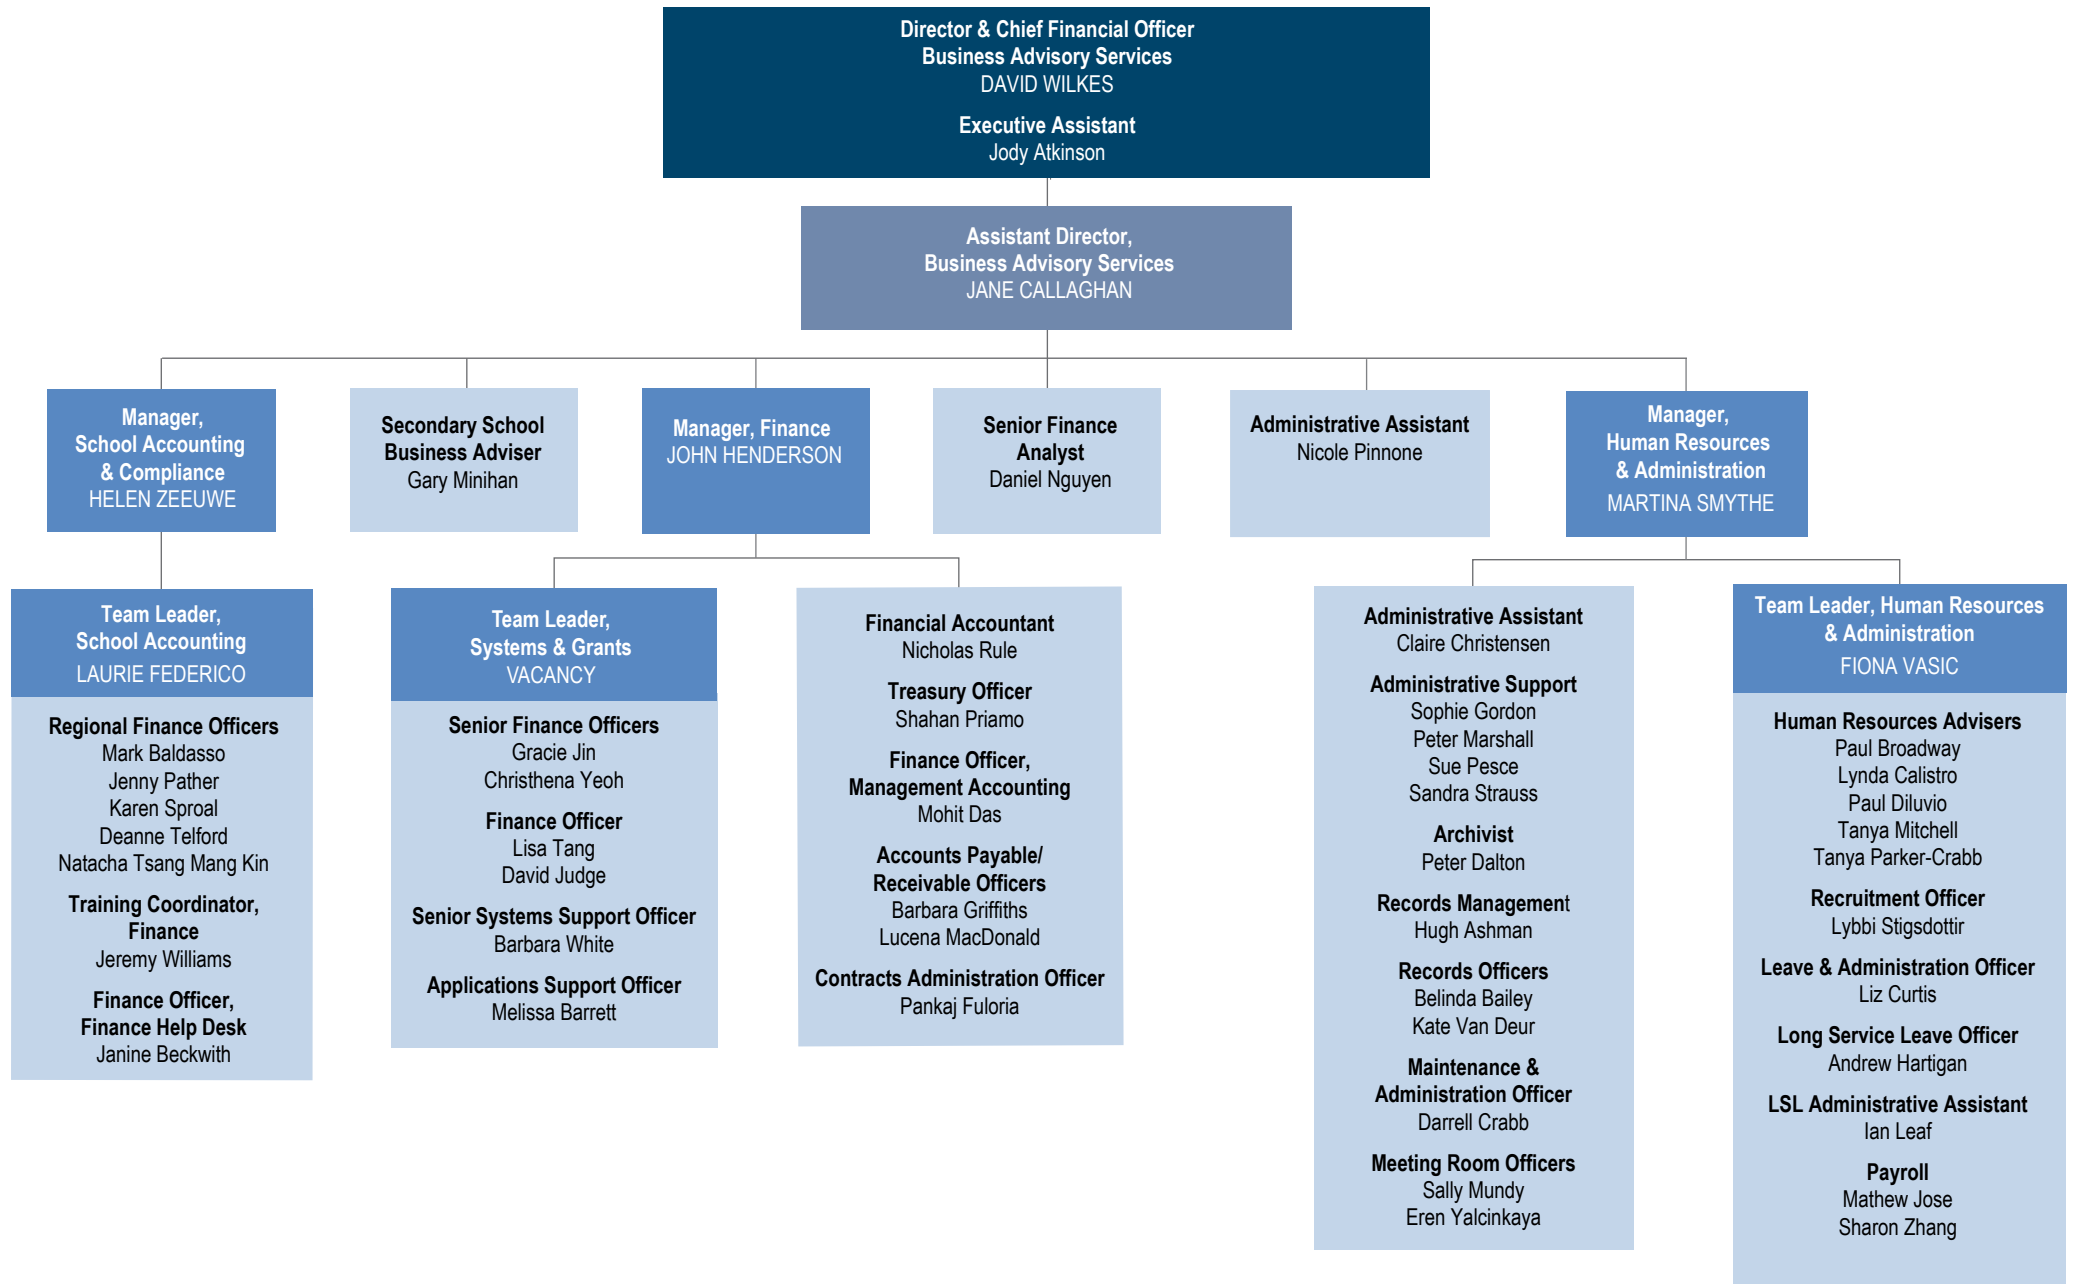 Director & Chief Financial Officer
Business Advisory Services
DAVID WILKES
Executive Assistant
Jody Atkinson
Assistant Director,
Business Advisory Services
JANE CALLAGHAN
Manager,
School Accounting
& Compliance
HELEN ZEEUWE
Secondary School
Business Adviser
Gary Minihan
Manager, Finance
JOHN HENDERSON
Senior Finance
Analyst
Daniel Nguyen
Administrative Assistant
Nicole Pinnone
Manager,
Human Resources
& Administration
MARTINA SMYTHE
Team Leader,
School Accounting
LAURIE FEDERICO
Regional Finance Officers
Mark Baldasso
Jenny Pather
Karen Sproal
Deanne Telford
Natacha Tsang Mang Kin
Training Coordinator,
Finance
Jeremy Williams
Finance Officer,
Finance Help Desk
Janine Beckwith
Team Leader,
Systems & Grants
VACANCY
Senior Finance Officers
Gracie Jin
Christhena Yeoh
Finance Officer
Lisa Tang
David Judge
Senior Systems Support Officer
Barbara White
Applications Support Officer
Melissa Barrett
Financial Accountant
Nicholas Rule
Treasury Officer
Shahan Priamo
Finance Officer,
Management Accounting
Mohit Das
Accounts Payable/
Receivable Officers
Barbara Griffiths
Lucena MacDonald
Contracts Administration Officer
Pankaj Fuloria
Administrative Assistant
Claire Christensen
Administrative Support
Sophie Gordon
Peter Marshall
Sue Pesce
Sandra Strauss
Archivist
Peter Dalton
Records Management
Hugh Ashman
Records Officers
Belinda Bailey
Kate Van Deur
Maintenance &
Administration Officer
Darrell Crabb
Meeting Room Officers
Sally Mundy
Eren Yalcinkaya
Team Leader, Human Resources
& Administration
FIONA VASIC
Human Resources Advisers
Paul Broadway
Lynda Calistro
Paul Diluvio
Tanya Mitchell
Tanya Parker-Crabb
Recruitment Officer
Lybbi Stigsdottir
Leave & Administration Officer
Liz Curtis
Long Service Leave Officer
Andrew Hartigan
LSL Administrative Assistant
Ian Leaf
Payroll
Mathew Jose
Sharon Zhang